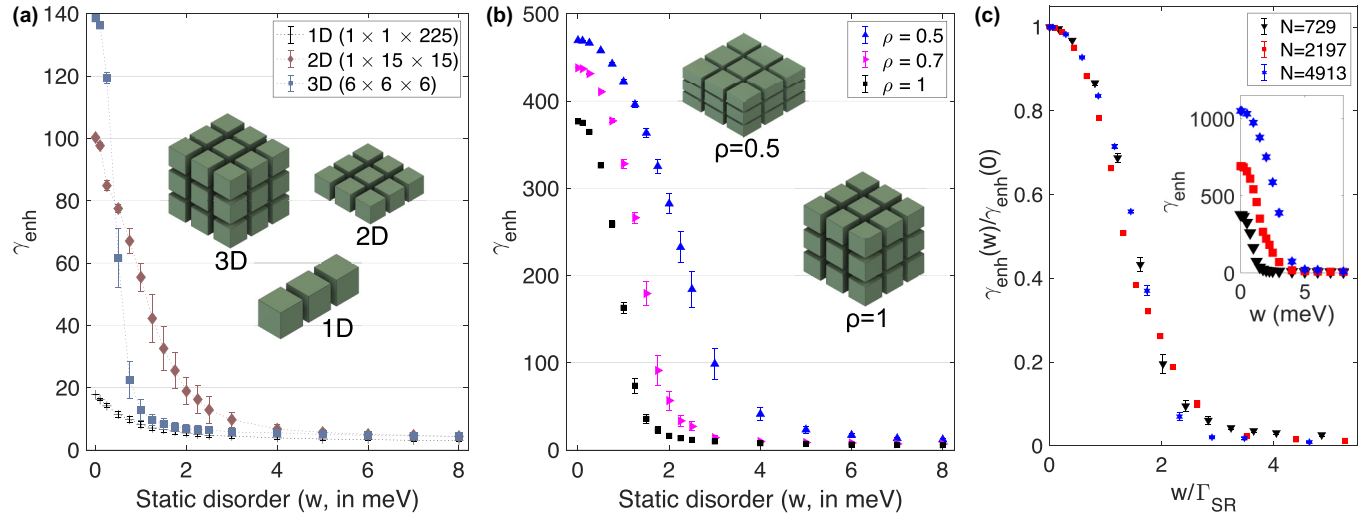 (a)
140
120
100
80
60
40
20
0
γenh
0 2 4 6 8
Static disorder (w, in meV)
1D (1 × 1 × 225)
2D (1 × 15 × 15)
3D (6 × 6 × 6)
3D
2D
1D
(b)
500
400
300
200
100
0
γenh
0 2 4 6 8
Static disorder (w, in meV)
ρ = 0.5
ρ = 0.7
ρ = 1
ρ=0.5
ρ=1
(c)
1
0.8
0.6
0.4
0.2
0
γenh(w)/γenh(0)
0 2 4
w/ΓSR
N=729
N=2197
N=4913
1000
500
0
γenh
0 5
w (meV)